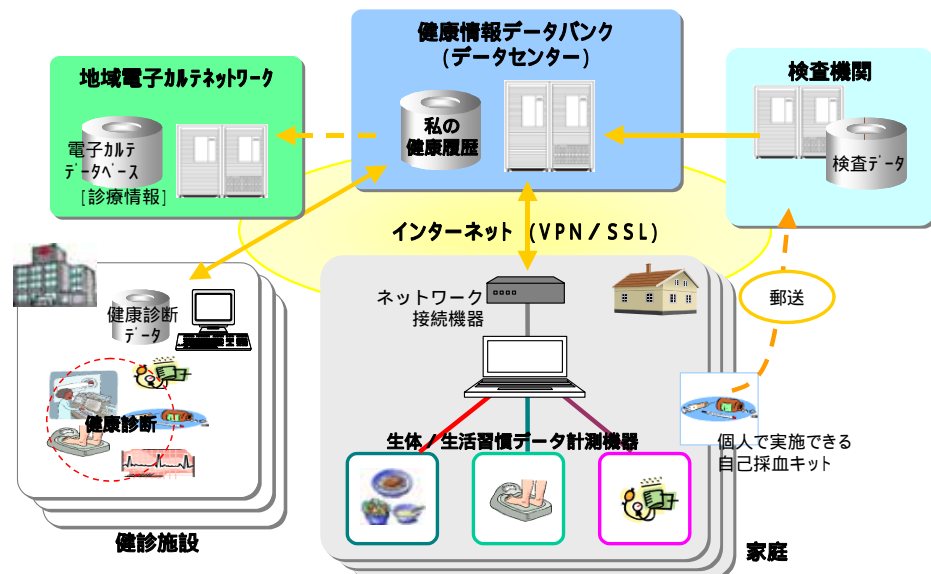 健康情報データバンク
(データセンター)
地域電子ｶﾙﾃﾈｯﾄﾜｰｸ
検査機関
私の
健康履歴
電子ｶﾙﾃ
ﾃﾞｰﾀﾍﾞｰｽ
[診療情報]
検査ﾃﾞｰﾀ
インターネット (VPN/SSL)
ネットワーク
接続機器
郵送
健康診断
ﾃﾞｰﾀ
健康診断
生体/生活習慣データ計測機器
個人で実施できる
自己採血キット
健診施設
家庭